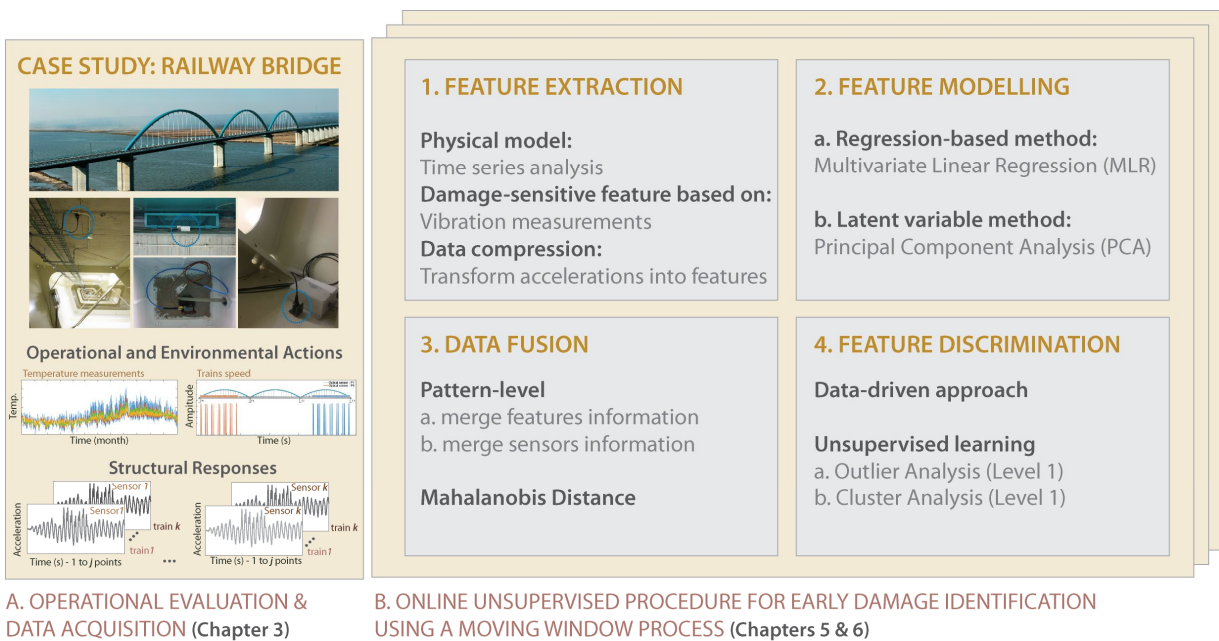 CASE STUDY: RAILWAY BRIDGE
Operational and Environmental Actions
Temperature measurements
Trains speed
Temp.
Time (month)
Amplitude
Time (s)
Structural Responses
Sensor 1
Sensor1
Acceleration
train k
train1
Time (s) - 1 to j points
...
Sensor k
Sensor k
Acceleration
train k
train1
Time (s) - 1 to j points
A. OPERATIONAL EVALUATION &
DATA ACQUISITION (Chapter 3)
1. FEATURE EXTRACTION
Physical model:
Time series analysis
Damage-sensitive feature based on:
Vibration measurements
Data compression:
Transform accelerations into features
2. FEATURE MODELLING
a. Regression-based method:
Multivariate Linear Regression (MLR)
b. Latent variable method:
Principal Component Analysis (PCA)
3. DATA FUSION
Pattern-level
a. merge features information
b. merge sensors information
Mahalanobis Distance
4. FEATURE DISCRIMINATION
Data-driven approach
Unsupervised learning
a. Outlier Analysis (Level 1)
b. Cluster Analysis (Level 1)
B. ONLINE UNSUPERVISED PROCEDURE FOR EARLY DAMAGE IDENTIFICATION
USING A MOVING WINDOW PROCESS (Chapters 5 & 6)